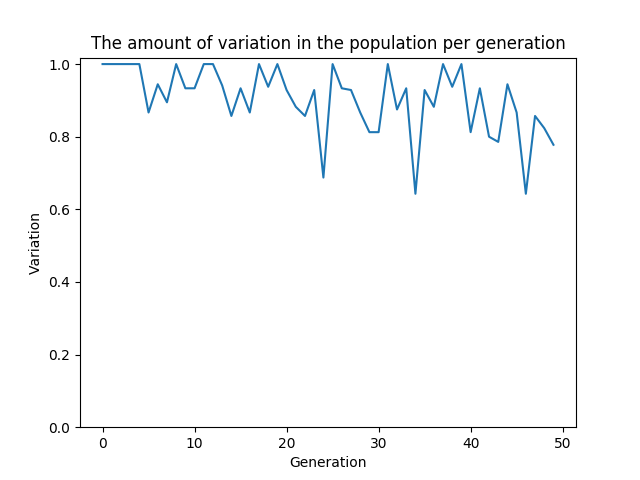 The amount of variation in the population per generation
1.0
0.8
0.6
0.4
0.2
0.0
Variation
0 10 20 30 40 50
Generation